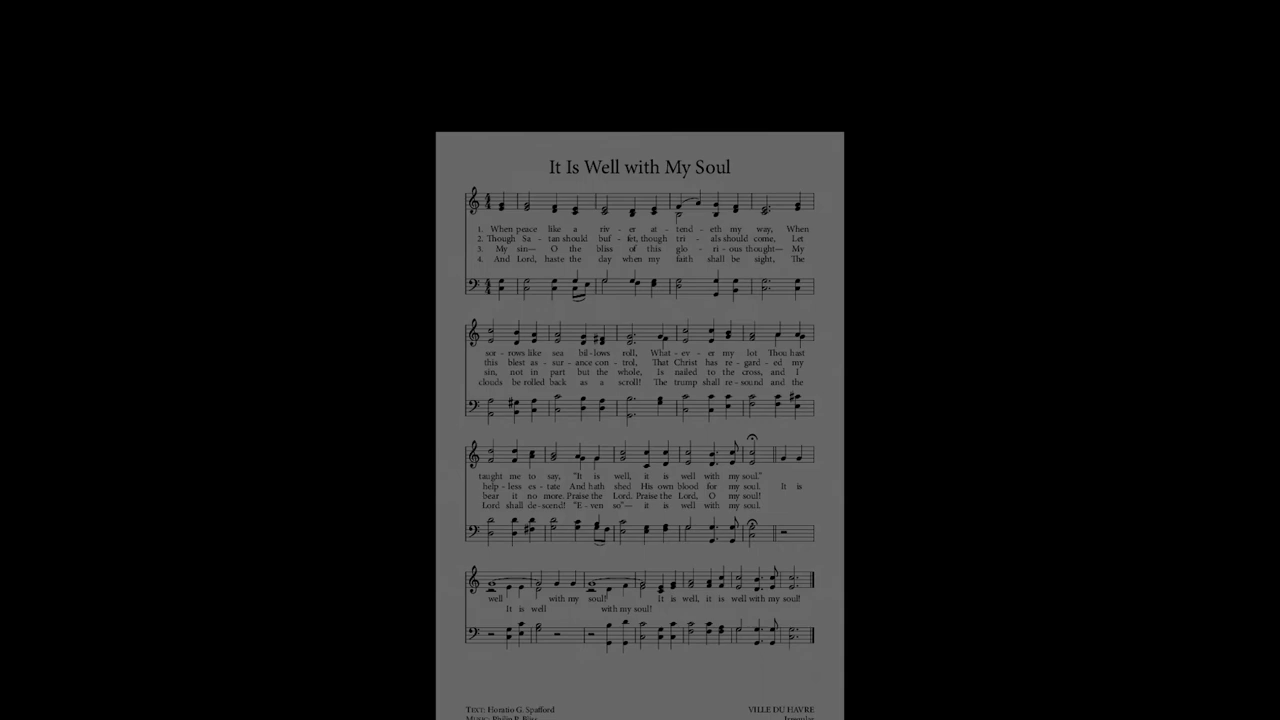 It Is Well with My Soul
1. When peace like a riv - er at - tend - eth my way, When
2. Though Sa - tan should buf - fet, though tri - als should come, Let
3. My sin— O the bliss of this glo - ri - ous thought— My
4. And Lord, haste the day when my faith shall be sight, The
sor - rows like sea bil - lows roll, What - ev - er my lot Thou hast
this blest as - sur - ance con - trol, That Christ has re - gard - ed my
sin, not in part but the whole, Is nailed to the cross, and I
clouds be rolled back as a scroll! The trump shall re - sound and the
taught me to say, "It is well, it is well with my soul."
help - less es - tate And hath shed His own blood for my soul. It is
bear it no more. Praise the Lord. Praise the Lord, O my soul!
Lord shall de - scend! "E - ven so"— it is well with my soul.
well with my soul! It is well, it is well with my soul!
It is well with my soul!
TEXT: Horatio G. Spafford VILLE DU HAVRE
MUSIC: Philip P. Bliss Irregular